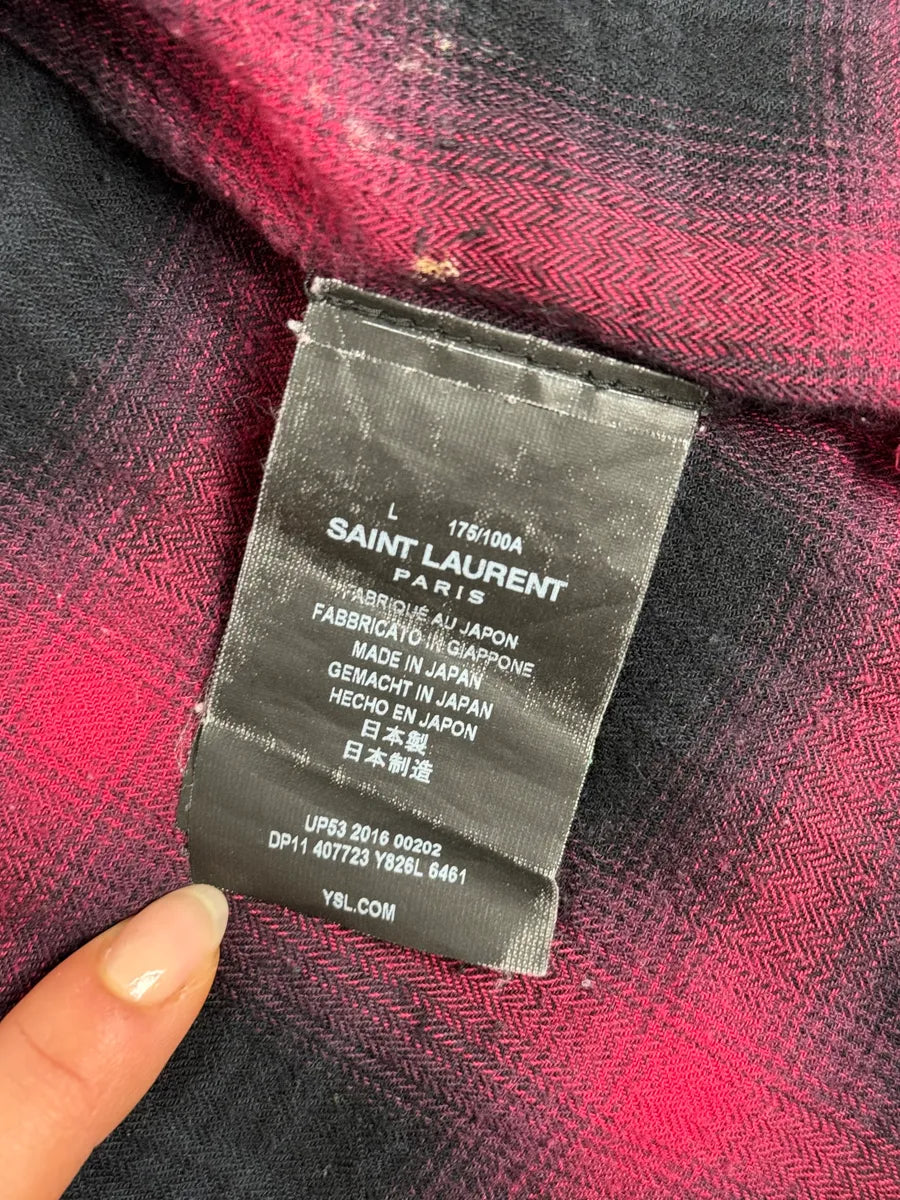 L 175/100A
SAINT LAURENT
PARIS
FABRIQUÉ AU JAPON
FABBRICATO IN GIAPPONE
MADE IN JAPAN
GEMACHT IN JAPAN
HECHO EN JAPON
日本製
日本制造
UP53 2016 00202
DP11 407723 Y826L 6461
YSL.COM